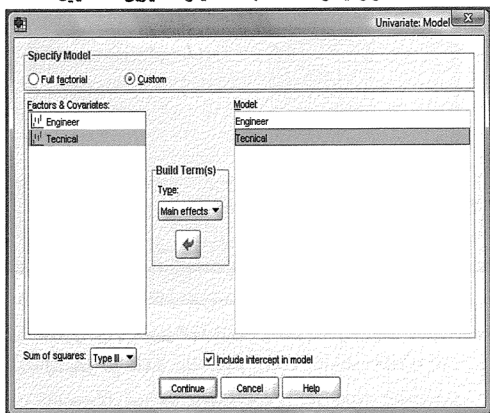 Univariate: Model
Specify Model
Full factorial
Custom
Factors & Covariates:
Engineer
Tecnical
Build Term(s)
Type:
Main effects
Model:
Engineer
Tecnical
Sum of squares:
Type III
Include intercept in model
Continue
Cancel
Help